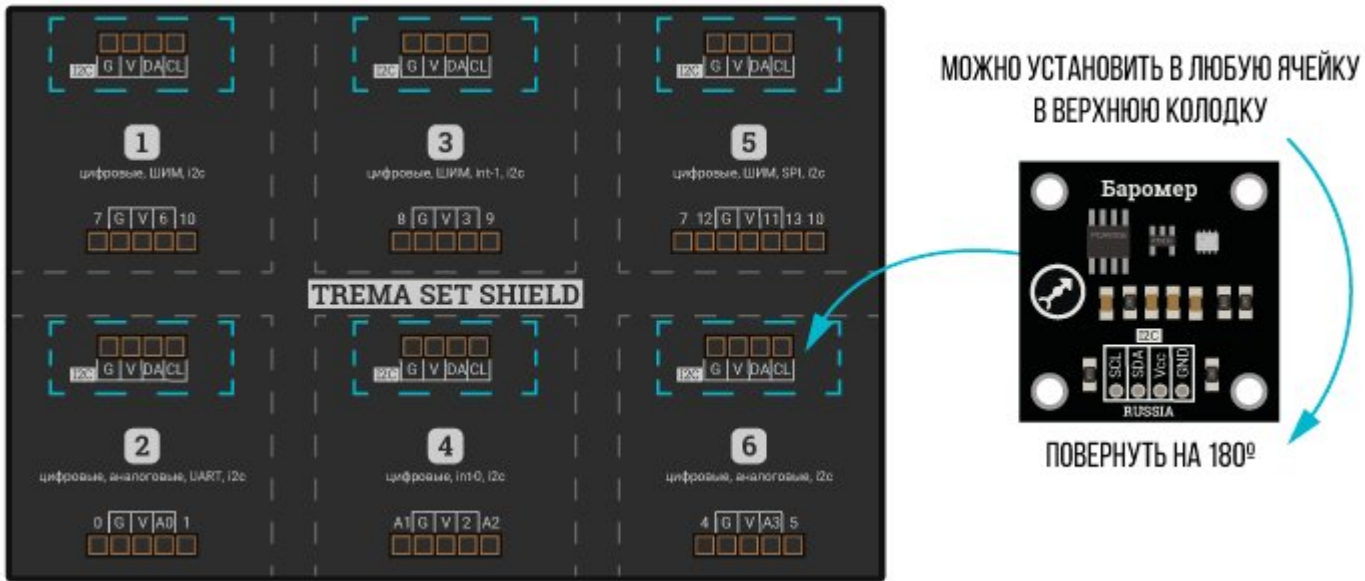 I2C G V DA CL
I2C G V DA CL
I2C G V DA CL
1
3
5
цифровые, ШИМ, i2c
цифровые, ШИМ, int-1, i2c
цифровые, ШИМ, SPI, i2c
7 G V 6 10
8 G V 3 9
7 12 G V 11 13 10
TREMA SET SHIELD
I2C G V DA CL
I2C G V DA CL
I2C G V DA CL
2
4
6
цифровые, аналоговые, UART, i2c
цифровые, int-0, i2c
цифровые, аналоговые, i2c
0 G V A0 1
A1 G V 2 A2
4 G V A3 5
МОЖНО УСТАНОВИТЬ В ЛЮБУЮ ЯЧЕЙКУ
В ВЕРХНЮЮ КОЛОДКУ
Баромер
I2C
SCL SDA Vcc GND
RUSSIA
ПОВЕРНУТЬ НА 180º